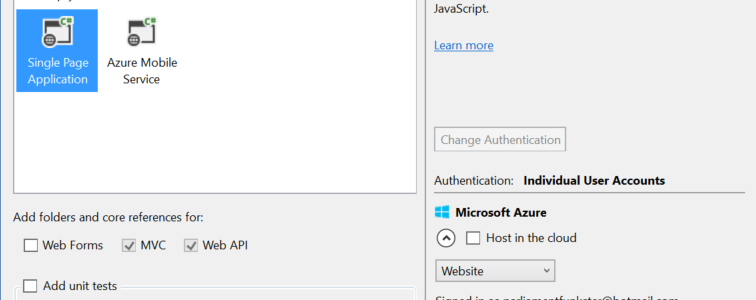 JavaScript.
Learn more
Single Page
Application
Azure Mobile
Service
Change Authentication
Authentication: Individual User Accounts
Add folders and core references for:
Web Forms MVC Web API
Add unit tests
Microsoft Azure
Host in the cloud
Website